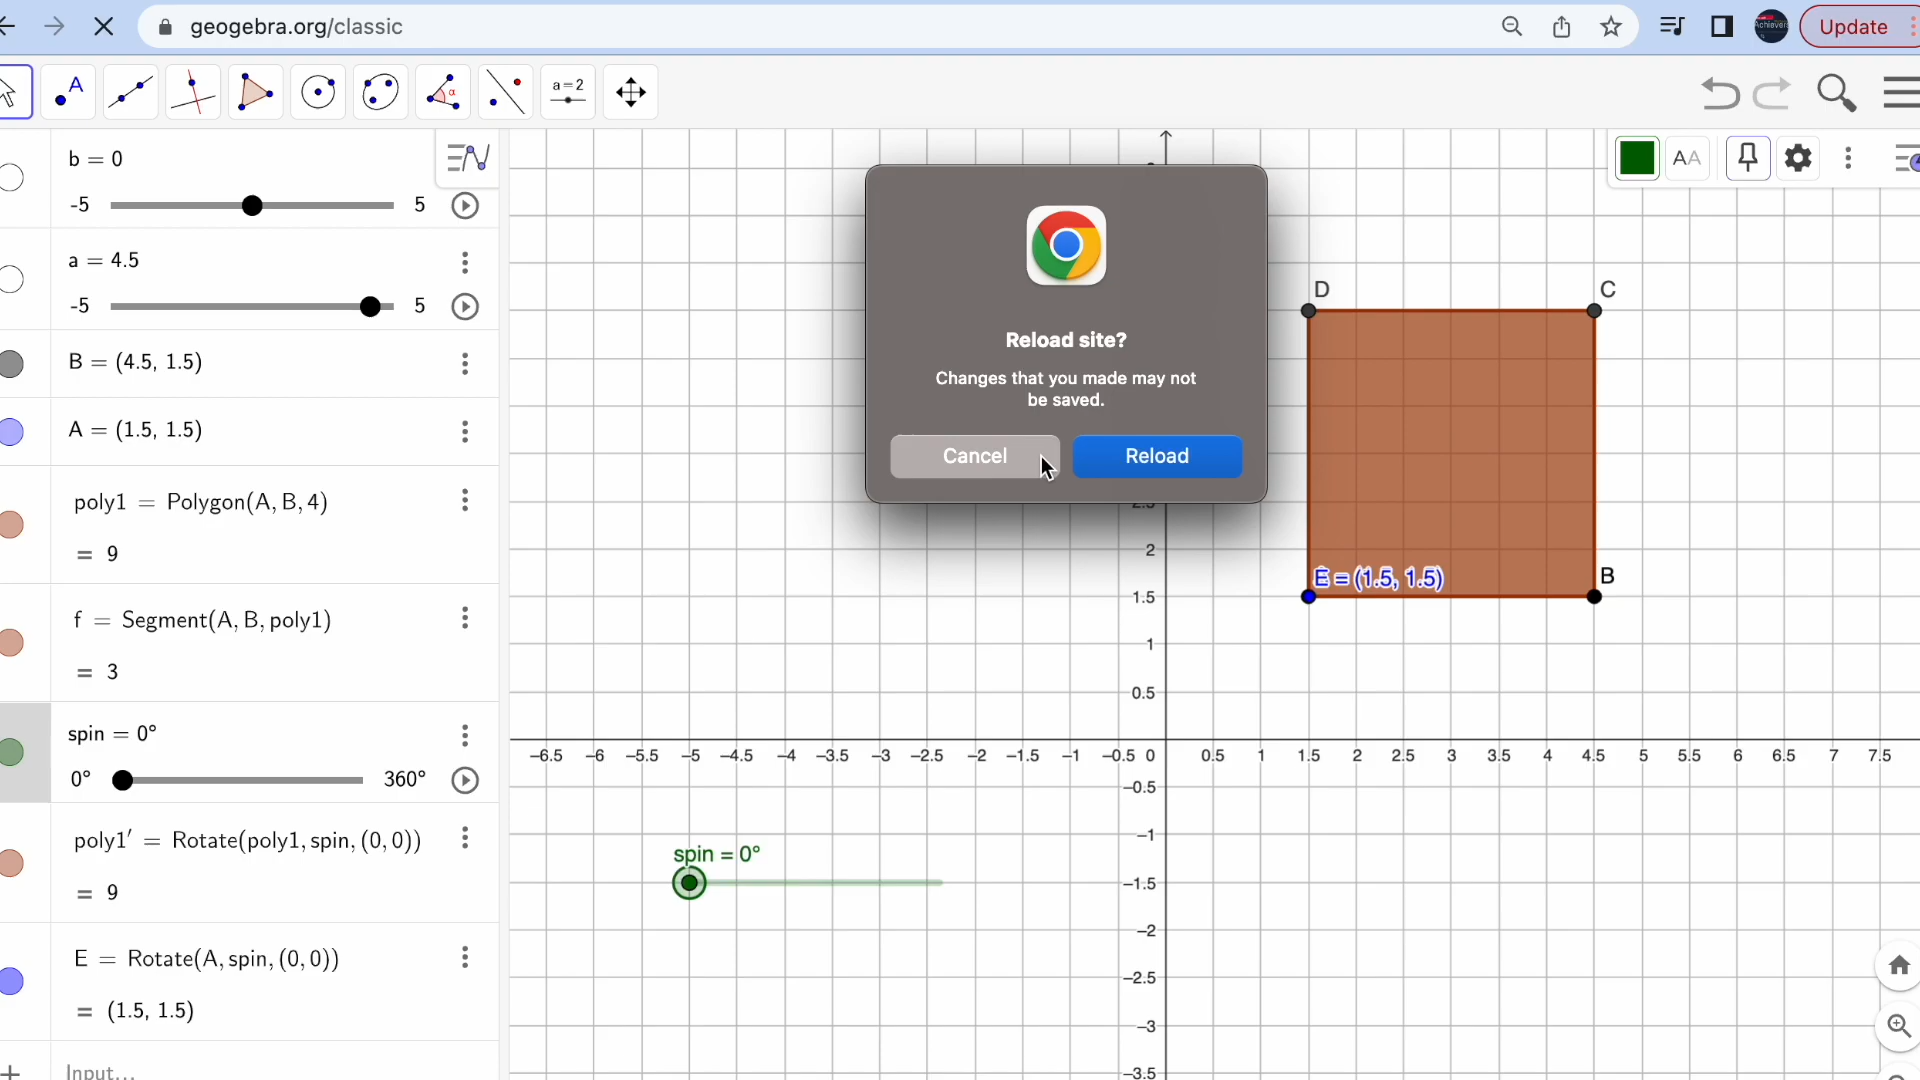 geogebra.org/classic
Achievers
Update
A
α
a = 2
b = 0
-5
5
a = 4.5
-5
5
B = (4.5, 1.5)
A = (1.5, 1.5)
poly1 = Polygon(A, B, 4)
= 9
f = Segment(A, B, poly1)
= 3
spin = 0°
0°
360°
poly1′ = Rotate(poly1, spin, (0, 0))
= 9
E = Rotate(A, spin, (0, 0))
= (1.5, 1.5)
Input...
AA
Reload site?
Changes that you made may not
be saved.
Cancel
Reload
D
C
E = (1.5, 1.5)
B
2.5
2
1.5
1
0.5
–6.5 –6 –5.5 –5 –4.5 –4 –3.5 –3 –2.5 –2 –1.5 –1 –0.5 0 0.5 1 1.5 2 2.5 3 3.5 4 4.5 5 5.5 6 6.5 7 7.5
–0.5
–1
spin = 0°
–1.5
–2
–2.5
–3
–3.5